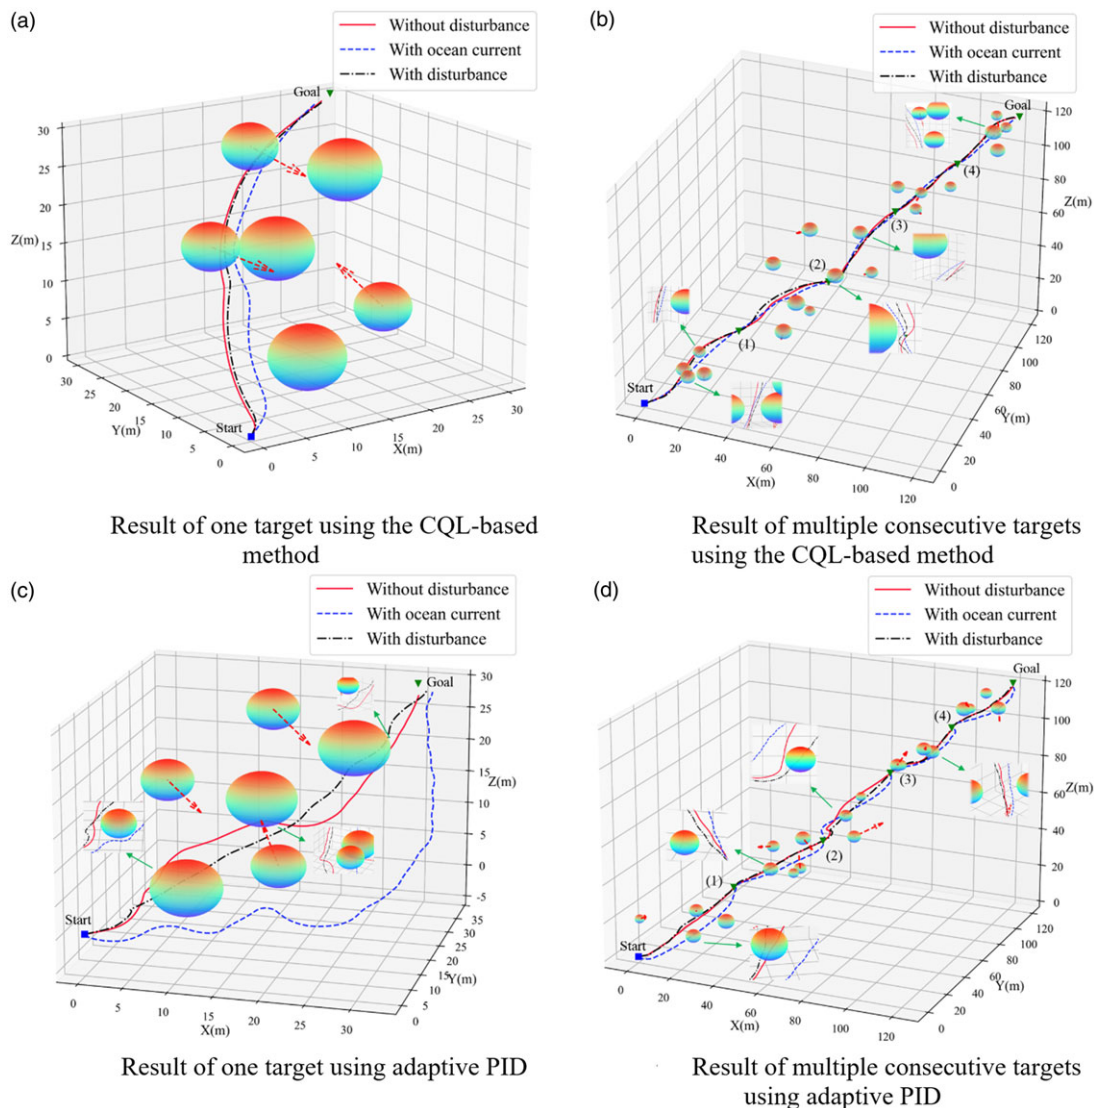 (a)
Without disturbance
With ocean current
With disturbance
Goal
30
25
20
Z(m)
15
10
5
0
30
25
20
Y(m)
15
10
5
0
Start
0
5
10
15
X(m)
20
25
30
Result of one target using the CQL-based
method
(b)
Without disturbance
With ocean current
With disturbance
Goal
120
100
80
Z(m)
60
40
20
0
(4)
(3)
(2)
(1)
Start
0
20
40
X(m)
60
80
100
120
120
100
80
60
Y(m)
40
20
0
Result of multiple consecutive targets
using the CQL-based method
(c)
Without disturbance
With ocean current
With disturbance
Goal
30
25
20
15
Z(m)
10
5
0
-5
35
30
25
20
15
Y(m)
10
5
0
Start
0
5
10
15
X(m)
20
25
30
Result of one target using adaptive PID
(d)
Without disturbance
With ocean current
With disturbance
Goal
120
100
80
Z(m)
60
40
20
0
(4)
(3)
(2)
(1)
Start
0
20
40
X(m)
60
80
100
120
120
100
80
60
Y(m)
40
20
0
Result of multiple consecutive targets
using adaptive PID